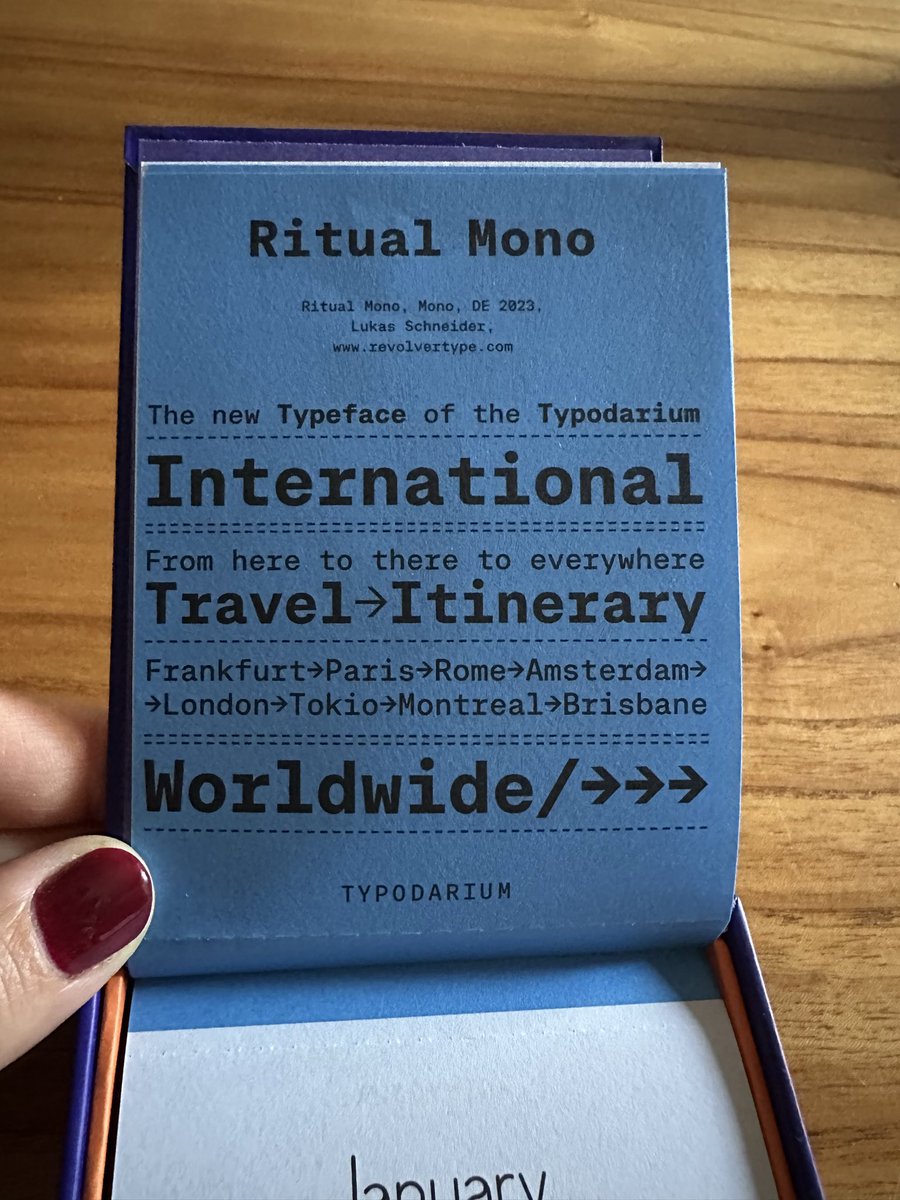 Ritual Mono
Ritual Mono, Mono, DE 2023,
Lukas Schneider,
www.revolvertype.com
The new Typeface of the Typodarium
International
From here to there to everywhere
Travel→Itinerary
Frankfurt→Paris→Rome→Amsterdam→
→London→Tokio→Montreal→Brisbane
Worldwide/→→→
TYPODARIUM
January